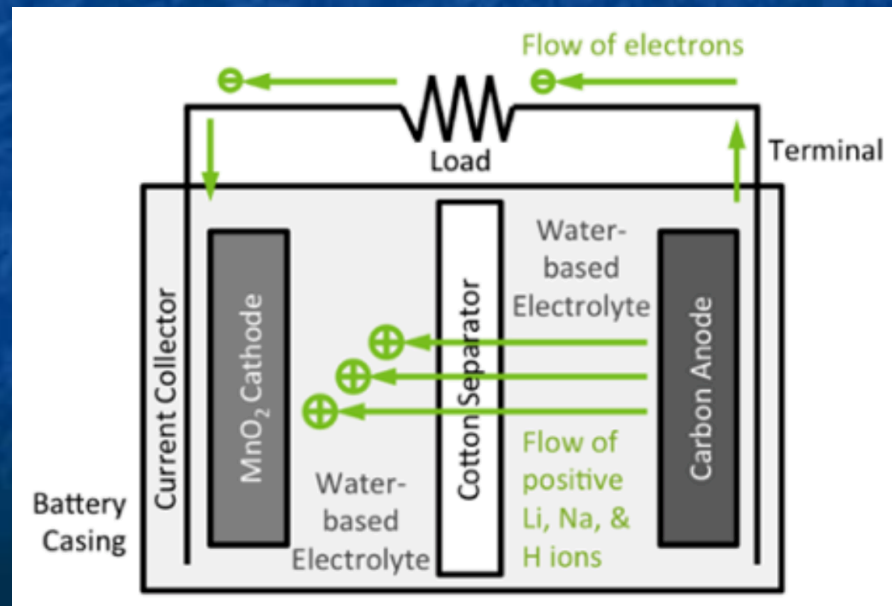 Flow of electrons
Load
Terminal
Current Collector
MnO₂ Cathode
Cotton Separator
Water-
based
Electrolyte
Carbon Anode
Water-
based
Electrolyte
Flow of
positive
Li, Na, &
H ions
Battery
Casing